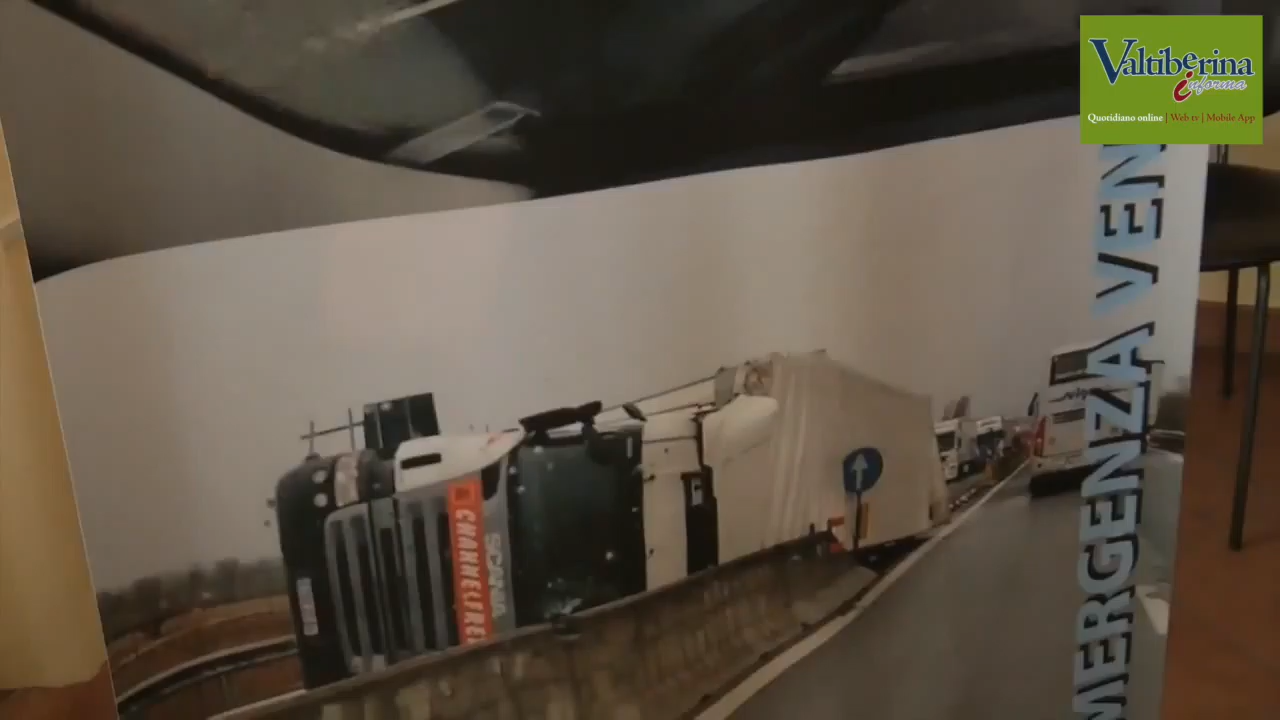 Valtiberina
informa
Quotidiano online | Web tv | Mobile App
MERGENZA VEN
SCANIA
CHANNELFREI